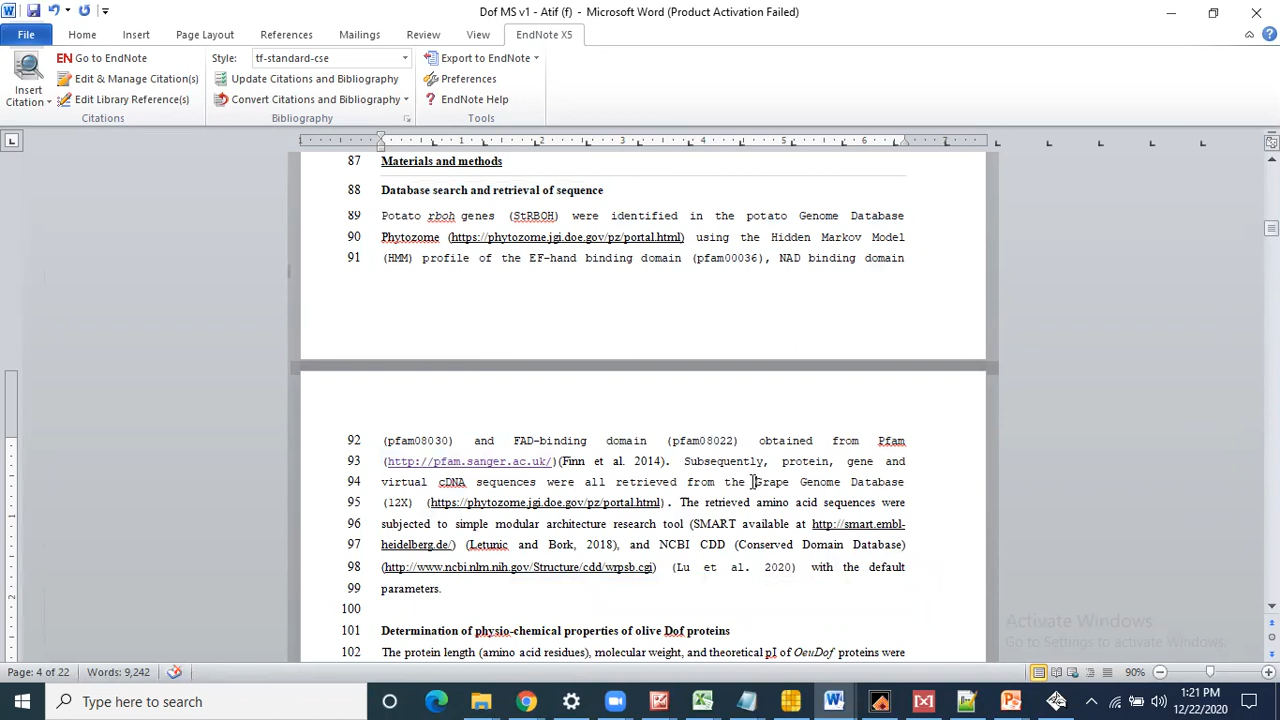 Dof MS v1 - Atif (f) - Microsoft Word (Product Activation Failed)
File Home Insert Page Layout References Mailings Review View EndNote X5
Insert Citation
EN Go to EndNote
Edit & Manage Citation(s)
Edit Library Reference(s)
Citations
Style: tf-standard-cse
Update Citations and Bibliography
Convert Citations and Bibliography
Bibliography
Export to EndNote
Preferences
EndNote Help
Tools
1 2 3 4 5 6 7
87 Materials and methods
88 Database search and retrieval of sequence
89 Potato rboh genes (StRBOH) were identified in the potato Genome Database
90 Phytozome (https://phytozome.jgi.doe.gov/pz/portal.html) using the Hidden Markov Model
91 (HMM) profile of the EF-hand binding domain (pfam00036), NAD binding domain
92 (pfam08030) and FAD-binding domain (pfam08022) obtained from Pfam
93 (http://pfam.sanger.ac.uk/)(Finn et al. 2014). Subsequently, protein, gene and
94 virtual cDNA sequences were all retrieved from the Grape Genome Database
95 (12X) (https://phytozome.jgi.doe.gov/pz/portal.html). The retrieved amino acid sequences were
96 subjected to simple modular architecture research tool (SMART available at http://smart.embl-
97 heidelberg.de/) (Letunic and Bork, 2018), and NCBI CDD (Conserved Domain Database)
98 (http://www.ncbi.nlm.nih.gov/Structure/cdd/wrpsb.cgi) (Lu et al. 2020) with the default
99 parameters.
100
101 Determination of physio-chemical properties of olive Dof proteins
102 The protein length (amino acid residues), molecular weight, and theoretical pI of OeuDof proteins were
Activate Windows
Go to Settings to activate Windows.
Page: 4 of 22 Words: 9,242 90%
Type here to search
1:21 PM
12/22/2020